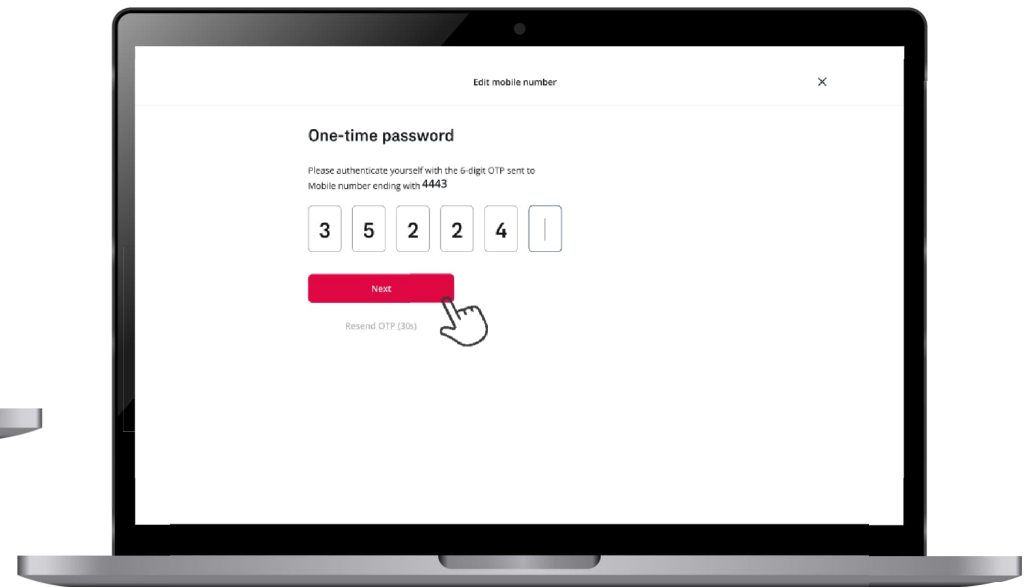 Edit mobile number
One-time password
Please authenticate yourself with the 6-digit OTP sent to
Mobile number ending with 4443
3 5 2 2 4
Next
Resend OTP (30s)